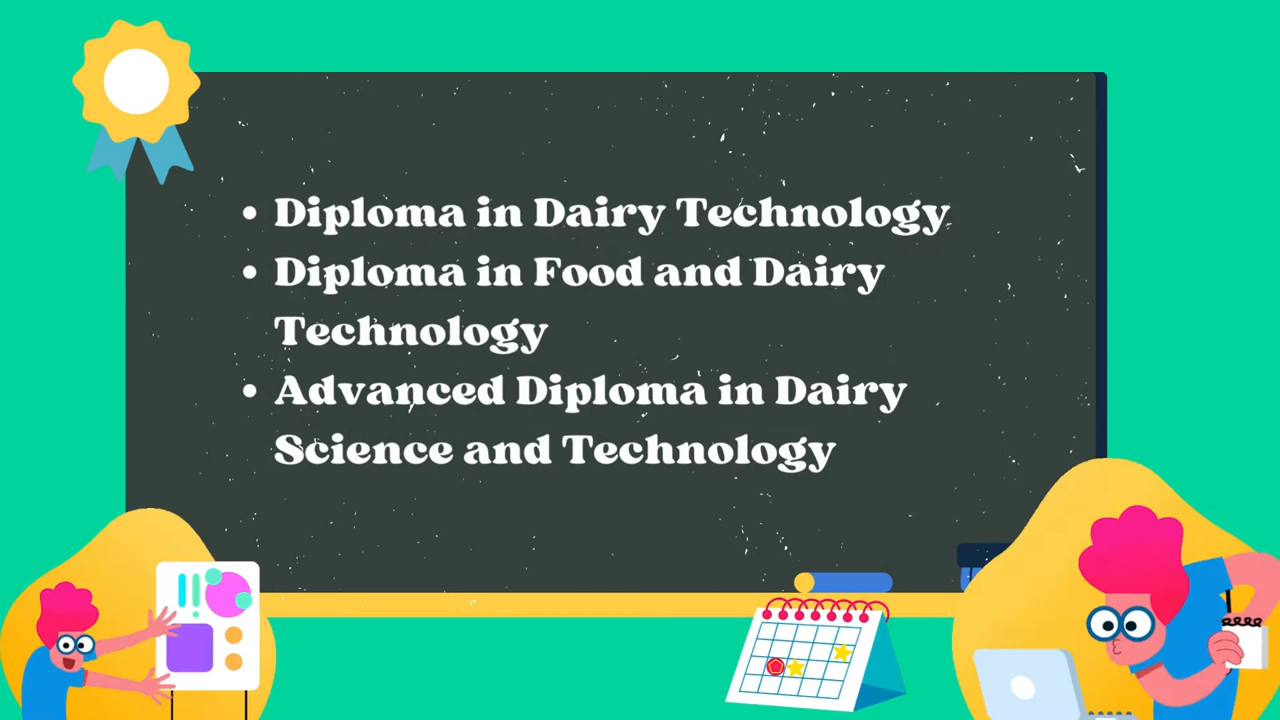 • Diploma in Dairy Technology
• Diploma in Food and Dairy
Technology
• Advanced Diploma in Dairy
Science and Technology